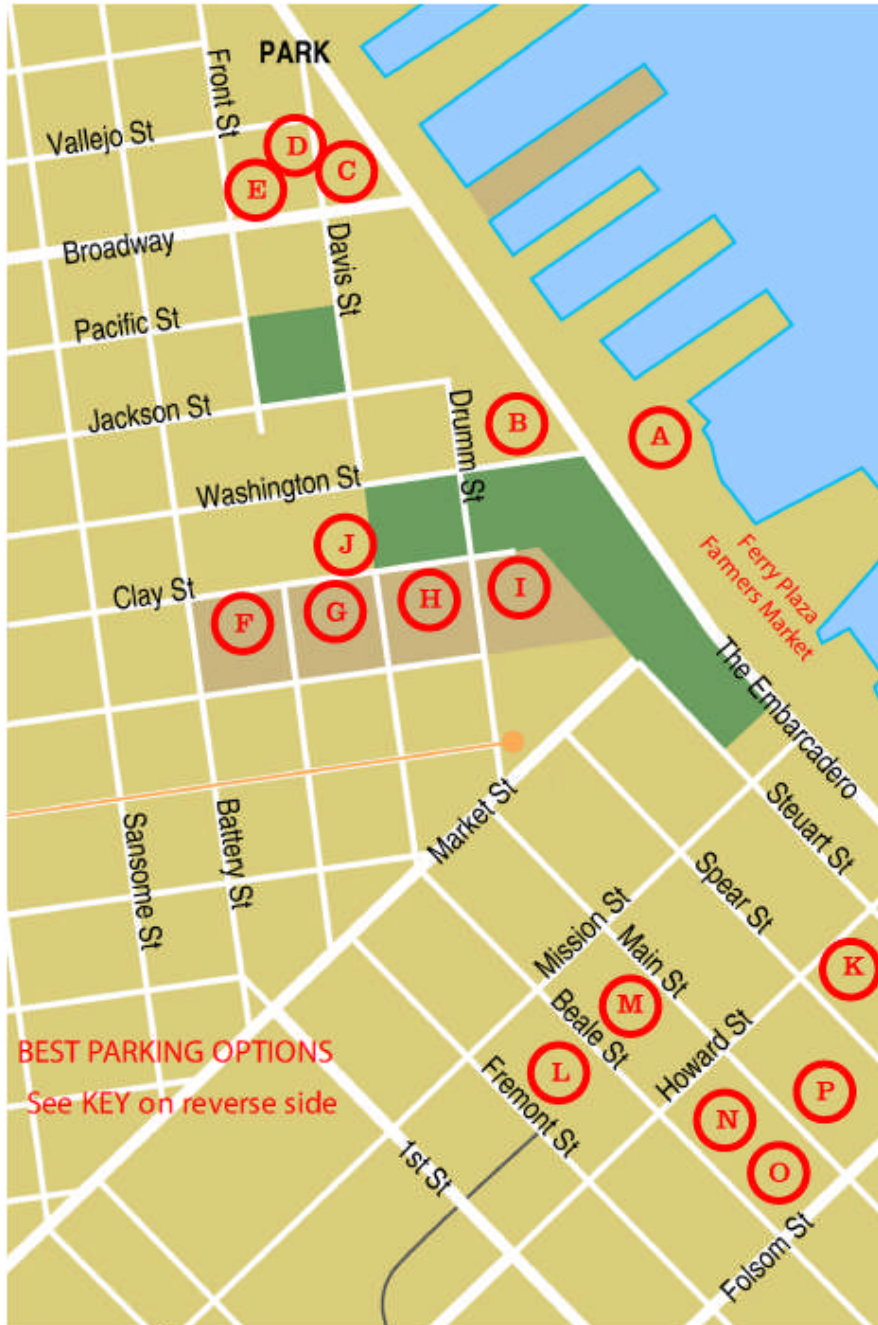 PARK
Front St
Vallejo St
D
C
E
Broadway
Davis St
Pacific St
Jackson St
Drumm St
B
A
Washington St
J
Ferry Plaza
Farmers Market
Clay St
F
G
H
I
The Embarcadero
Market St
Steuart St
Sansome St
Battery St
Spear St
Mission St
Main St
K
M
Beale St
Howard St
BEST PARKING OPTIONS
See KEY on reverse side
L
Fremont St
P
N
O
1st St
Folsom St